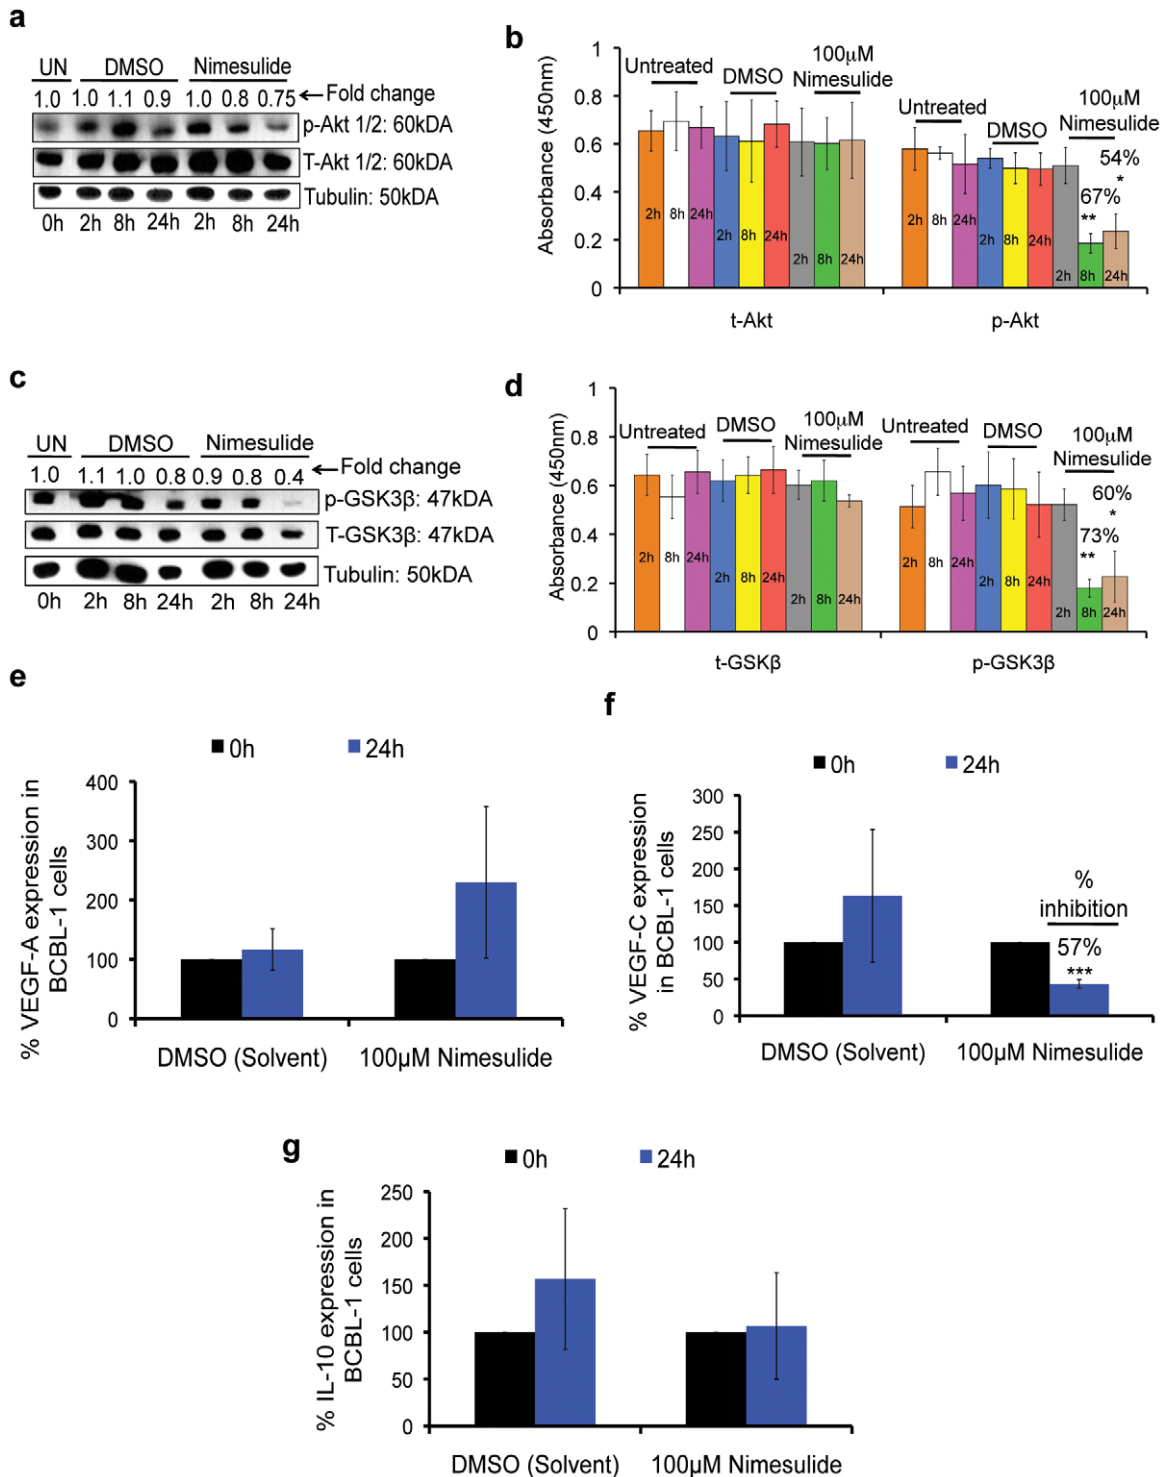 a
UN DMSO Nimesulide
1.0 1.0 1.1 0.9 1.0 0.8 0.75 ←Fold change
p-Akt 1/2: 60kDA
T-Akt 1/2: 60kDA
Tubulin: 50kDA
0h 2h 8h 24h 2h 8h 24h
b
Absorbance (450nm)
1
0.8
0.6
0.4
0.2
0
Untreated
DMSO
100µM
Nimesulide
2h 8h 24h 2h 8h 24h 2h 8h 24h
t-Akt
Untreated
DMSO
100µM
Nimesulide
54%
*
67%
**
2h 8h 24h 2h 8h 24h 2h 8h 24h
p-Akt
c
UN DMSO Nimesulide
1.0 1.1 1.0 0.8 0.9 0.8 0.4 ←Fold change
p-GSK3β: 47kDA
T-GSK3β: 47kDA
Tubulin: 50kDA
0h 2h 8h 24h 2h 8h 24h
d
Absorbance (450nm)
1
0.8
0.6
0.4
0.2
0
Untreated
DMSO
100µM
Nimesulide
2h 8h 24h 2h 8h 24h 2h 8h 24h
t-GSKβ
Untreated
DMSO
100µM
Nimesulide
60%
*
73%
**
2h 8h 24h 2h 8h 24h 2h 8h 24h
p-GSK3β
e
0h 24h
% VEGF-A expression in
BCBL-1 cells
400
300
200
100
0
DMSO (Solvent) 100µM Nimesulide
f
0h 24h
% VEGF-C expression
in BCBL-1 cells
300
250
200
150
100
50
0
%
inhibition
57%
***
DMSO (Solvent) 100µM Nimesulide
g
0h 24h
% IL-10 expression in
BCBL-1 cells
250
200
150
100
50
0
DMSO (Solvent) 100µM Nimesulide